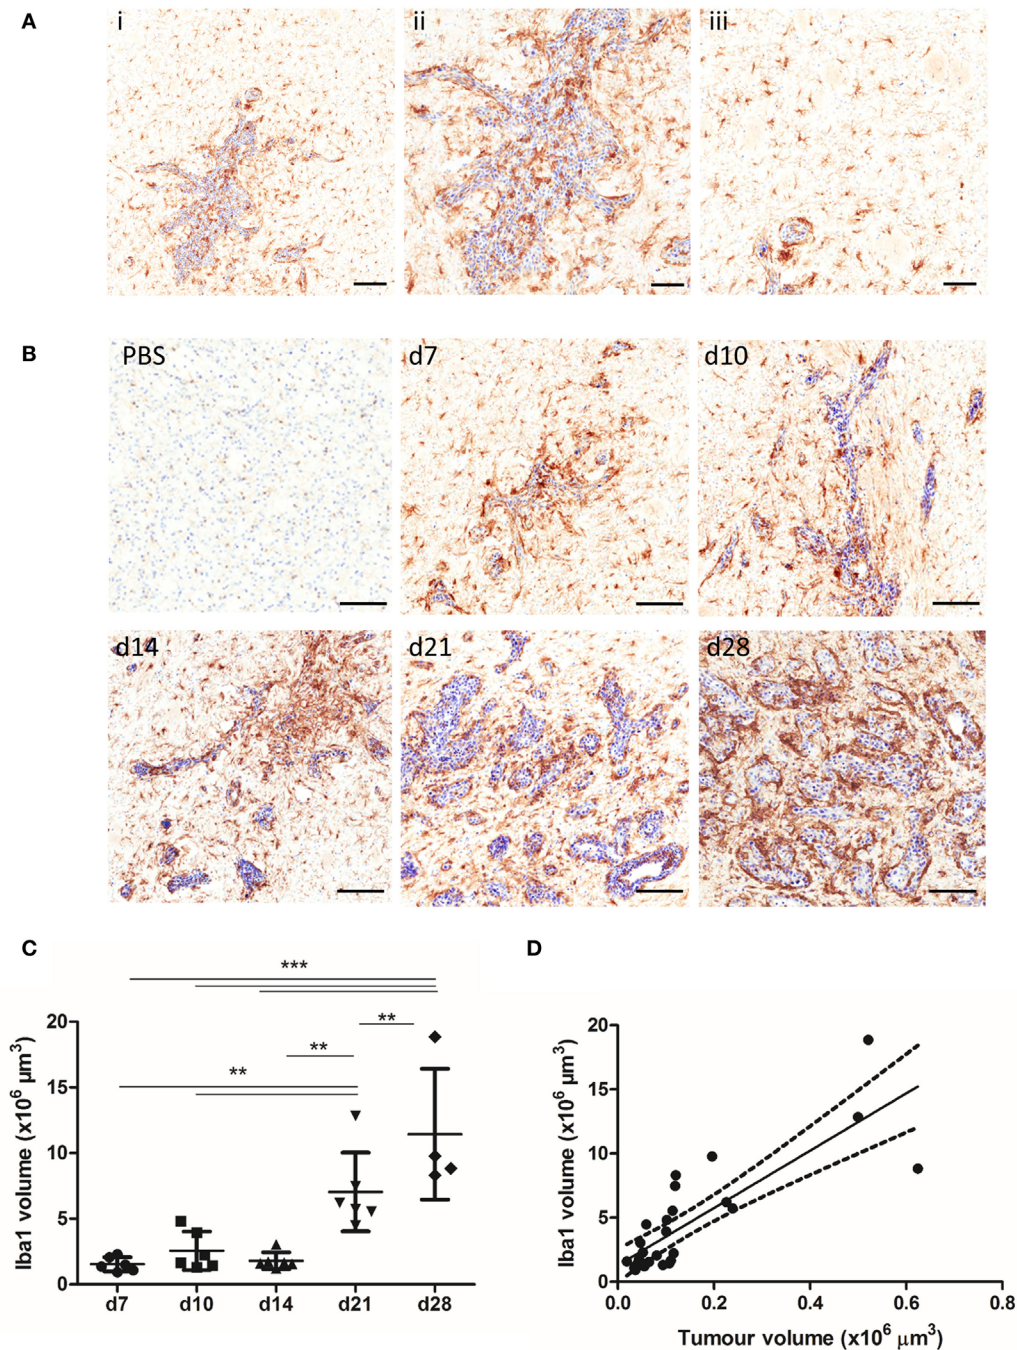 A
i
ii
iii
B
PBS
d7
d10
d14
d21
d28
C
***
**
**
**
Iba1 volume (x10⁶ µm³)
20
15
10
5
0
d7 d10 d14 d21 d28
D
Iba1 volume (x10⁶ µm³)
20
15
10
5
0
0.0 0.2 0.4 0.6 0.8
Tumour volume (x10⁶ µm³)